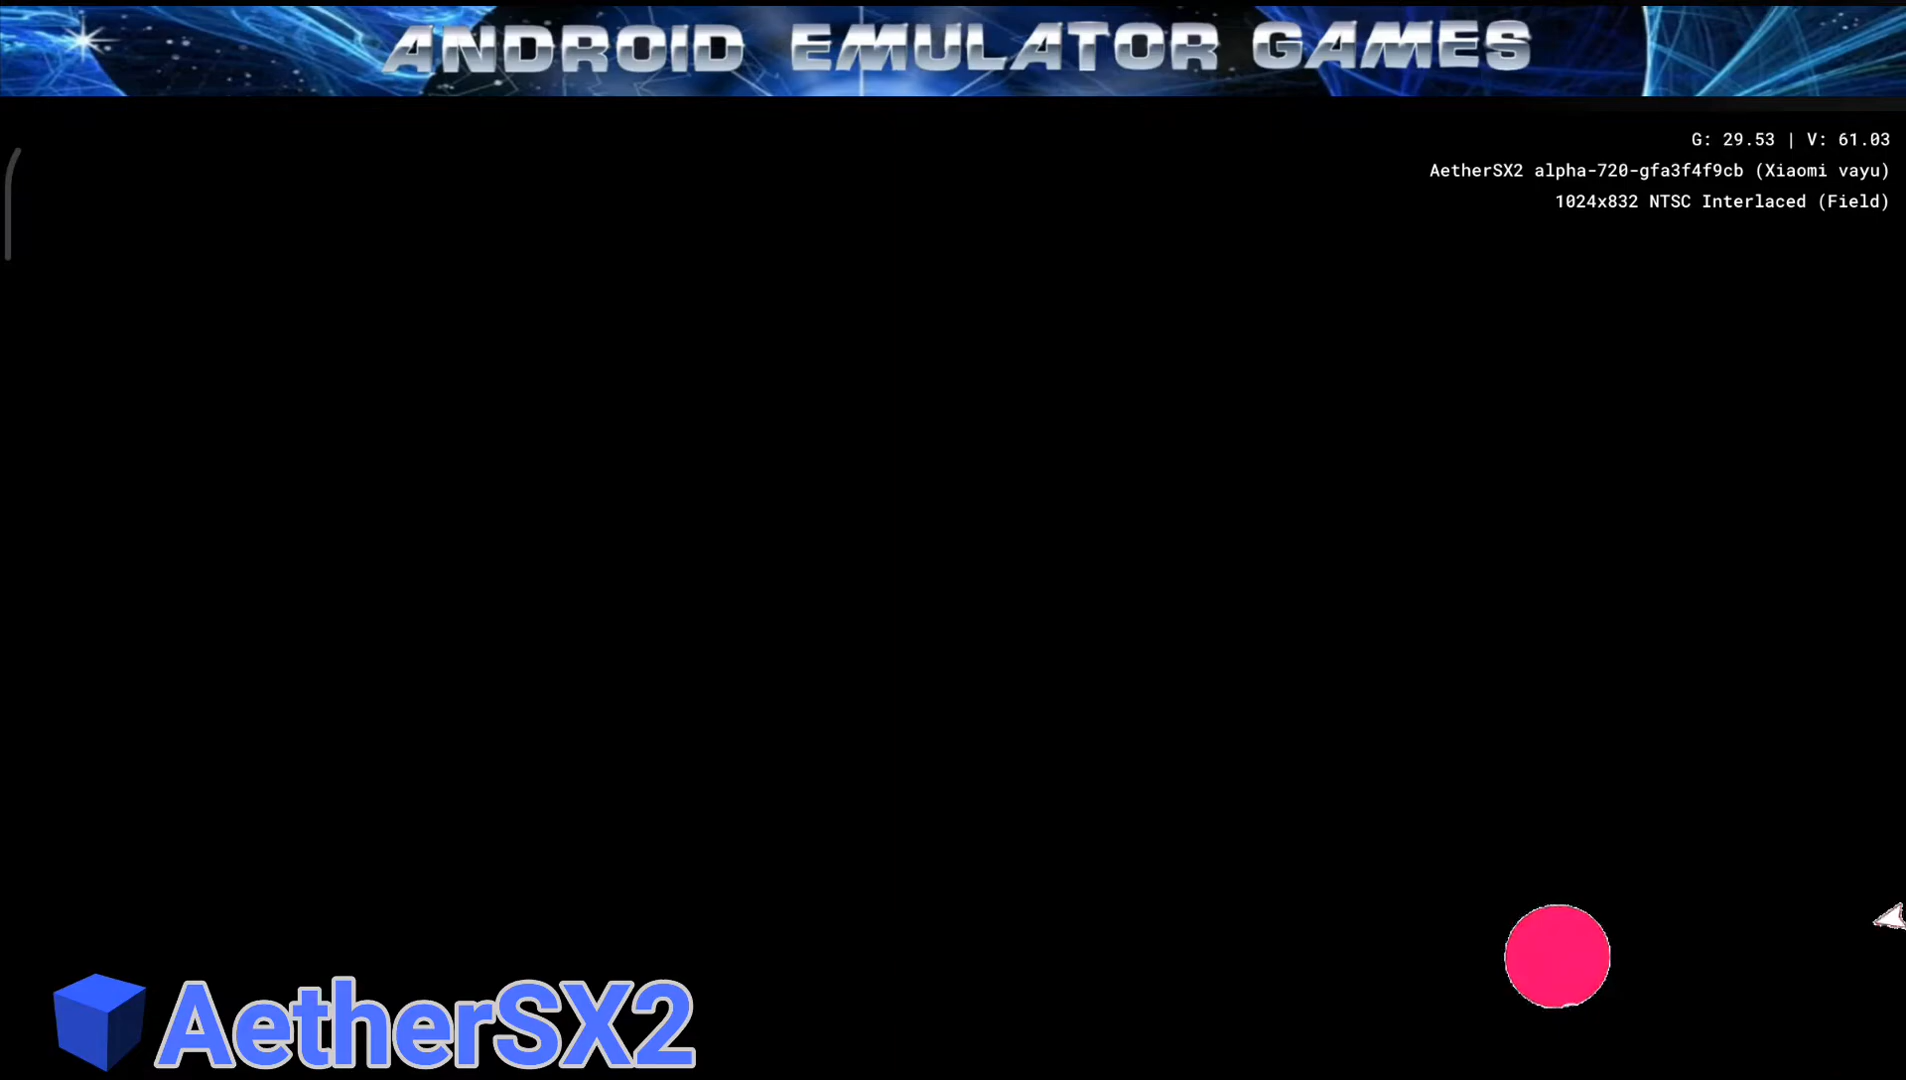 ANDROID EMULATOR GAMES
G: 29.53 | V: 61.03
AetherSX2 alpha-720-gfa3f4f9cb (Xiaomi vayu)
1024x832 NTSC Interlaced (Field)
AetherSX2